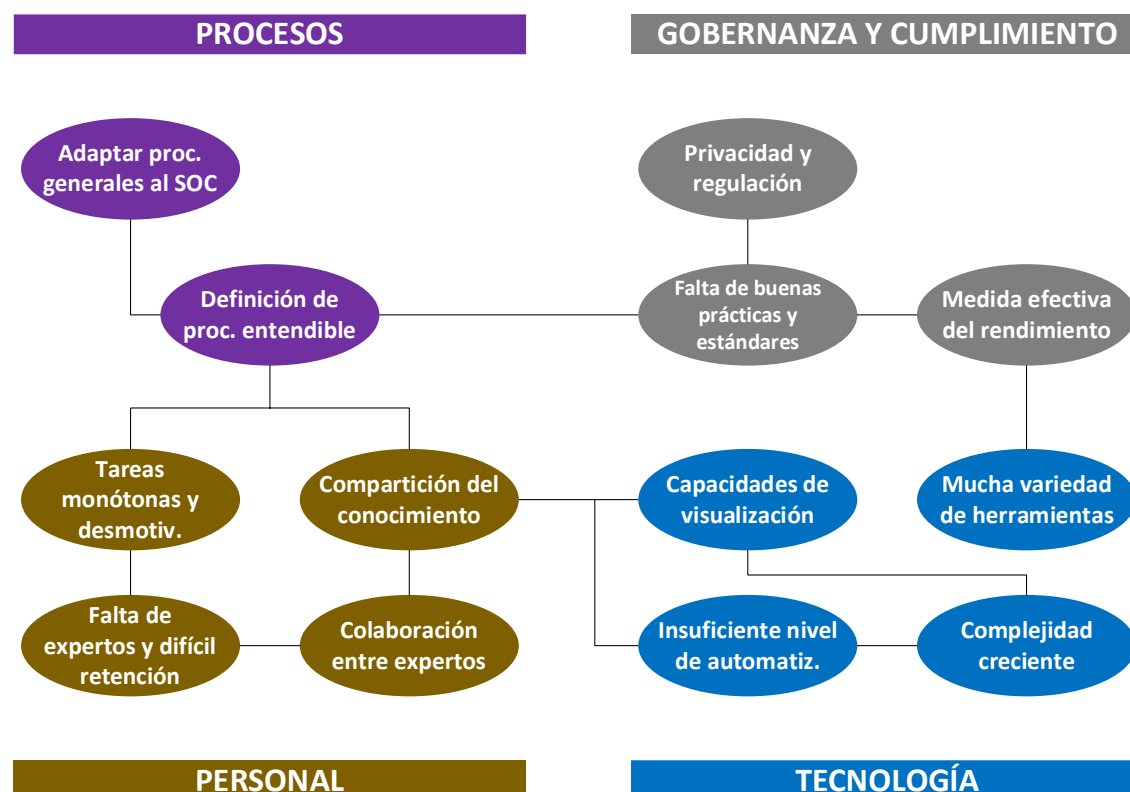 PROCESOS
GOBERNANZA Y CUMPLIMIENTO
Adaptar proc.
generales al SOC
Privacidad y
regulación
Definición de
proc. entendible
Falta de buenas
prácticas y
estándares
Medida efectiva
del rendimiento
Tareas
monótonas y
desmotiv.
Compartición del
conocimiento
Capacidades de
visualización
Mucha variedad
de herramientas
Falta de
expertos y difícil
retención
Colaboración
entre expertos
Insuficiente nivel
de automatiz.
Complejidad
creciente
PERSONAL
TECNOLOGÍA